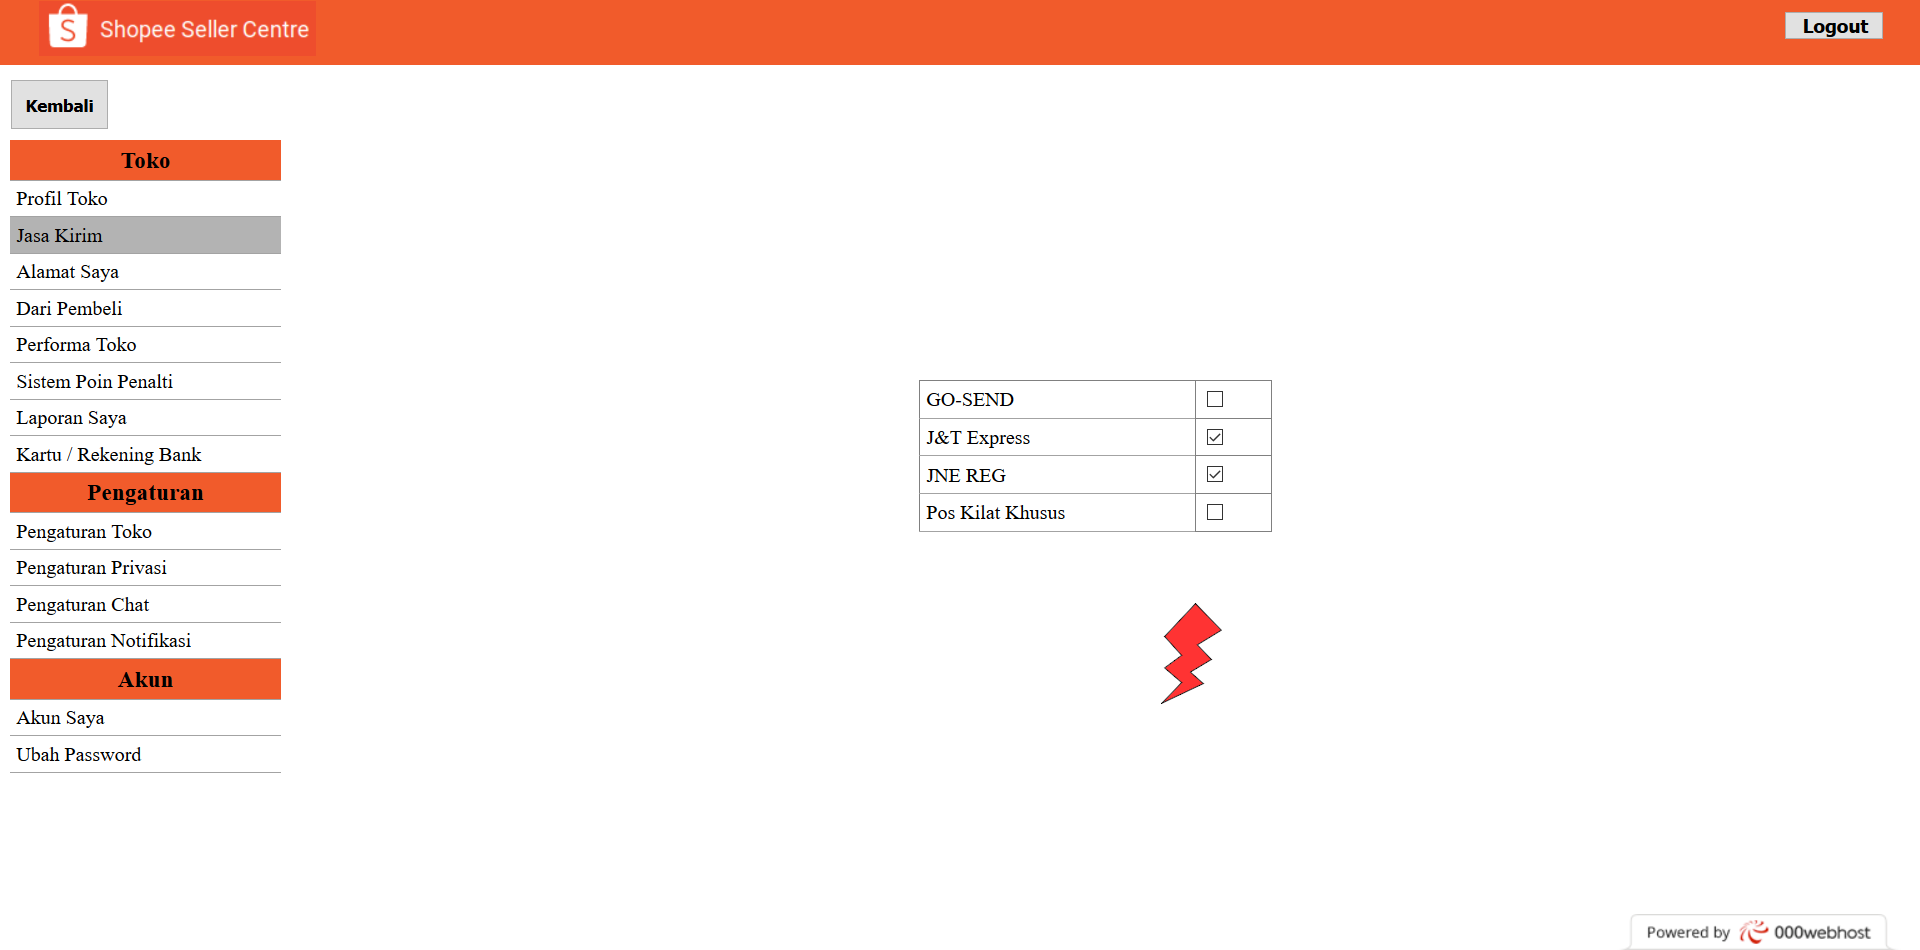 Shopee Seller Centre
Logout
Kembali
Toko
Profil Toko
Jasa Kirim
Alamat Saya
Dari Pembeli
Performa Toko
Sistem Poin Penalti
Laporan Saya
Kartu / Rekening Bank
Pengaturan
Pengaturan Toko
Pengaturan Privasi
Pengaturan Chat
Pengaturan Notifikasi
Akun
Akun Saya
Ubah Password
GO-SEND
J&T Express
JNE REG
Pos Kilat Khusus
Powered by 000webhost